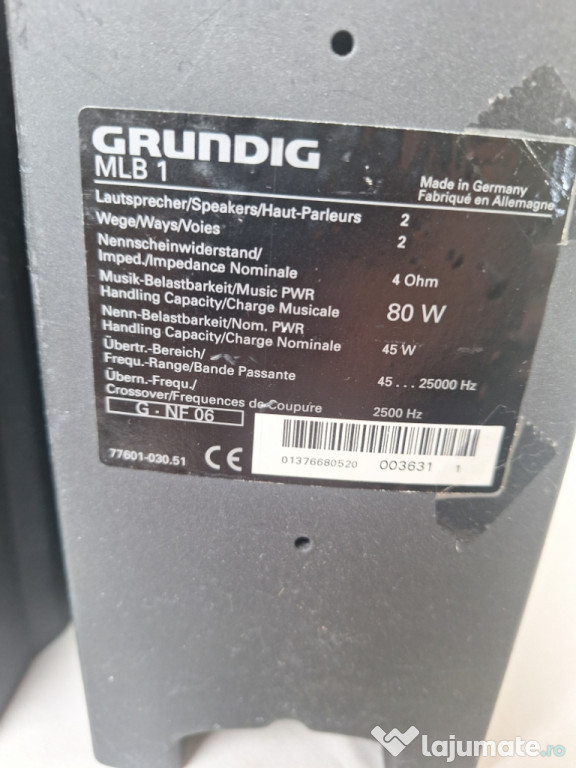 GRUNDIG
MLB 1
Made in Germany
Fabriqué en Allemagne
Lautsprecher/Speakers/Haut-Parleurs 2
Wege/Ways/Voies 2
Nennscheinwiderstand/
Imped./Impedance Nominale 4 Ohm
Musik-Belastbarkeit/Music PWR
Handling Capacity/Charge Musicale 80 W
Nenn-Belastbarkeit/Nom. PWR
Handling Capacity/Charge Nominale 45 W
Übertr.-Bereich/
Frequ.-Range/Bande Passante 45...25000 Hz
Übern.-Frequ./
Crossover/Frequences de Coupure 2500 Hz
G · NF 06
77601-030.51 CE
01376680520 003631 1
lajumate.ro